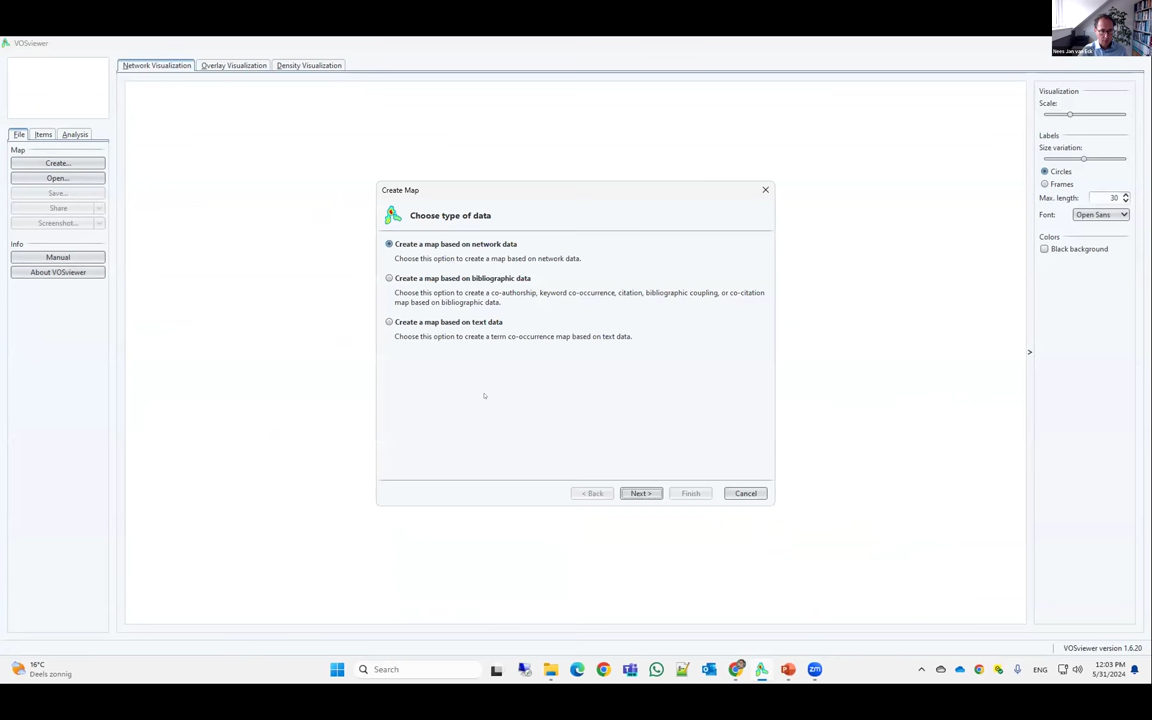 Nees Jan van Eck
VOSviewer
Network Visualization
Overlay Visualization
Density Visualization
File
Items
Analysis
Map
Create...
Open...
Save...
Share
Screenshot...
Info
Manual
About VOSviewer
Create Map
Choose type of data
Create a map based on network data
Choose this option to create a map based on network data.
Create a map based on bibliographic data
Choose this option to create a co-authorship, keyword co-occurrence, citation, bibliographic coupling, or co-citation
map based on bibliographic data.
Create a map based on text data
Choose this option to create a term co-occurrence map based on text data.
< Back
Next >
Finish
Cancel
Visualization
Scale:
Labels
Size variation:
Circles
Frames
Max. length:
30
Font:
Open Sans
Colors
Black background
>
VOSviewer version 1.6.20
16°C
Deels zonnig
Search
ENG
12:03 PM
5/31/2024